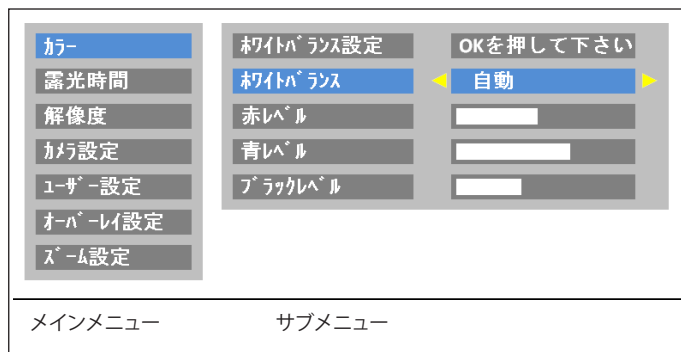 カラー
露光時間
解像度
カメラ設定
ユーザー設定
オーバーレイ設定
ズーム設定
ホワイトバランス設定 OKを押して下さい
ホワイトバランス 自動
赤レベル
青レベル
ブラックレベル
メインメニュー サブメニュー